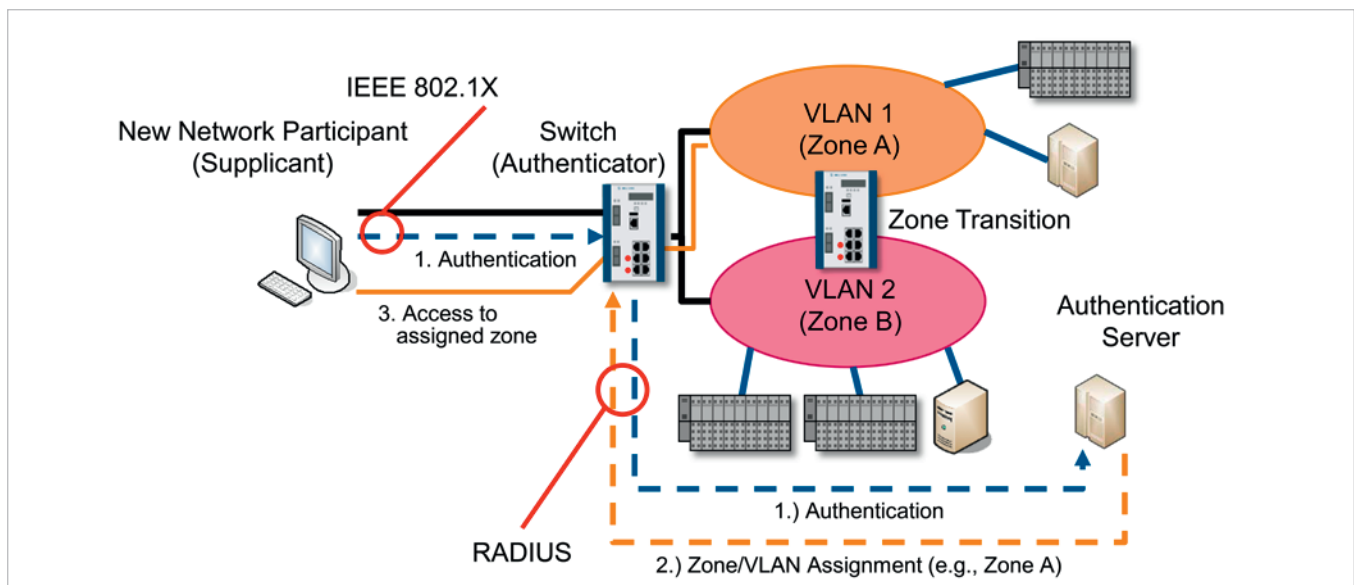 IEEE 802.1X
New Network Participant
(Supplicant)
Switch
(Authenticator)
VLAN 1
(Zone A)
Zone Transition
1. Authentication
3. Access to
assigned zone
VLAN 2
(Zone B)
Authentication
Server
1.) Authentication
RADIUS
2.) Zone/VLAN Assignment (e.g., Zone A)